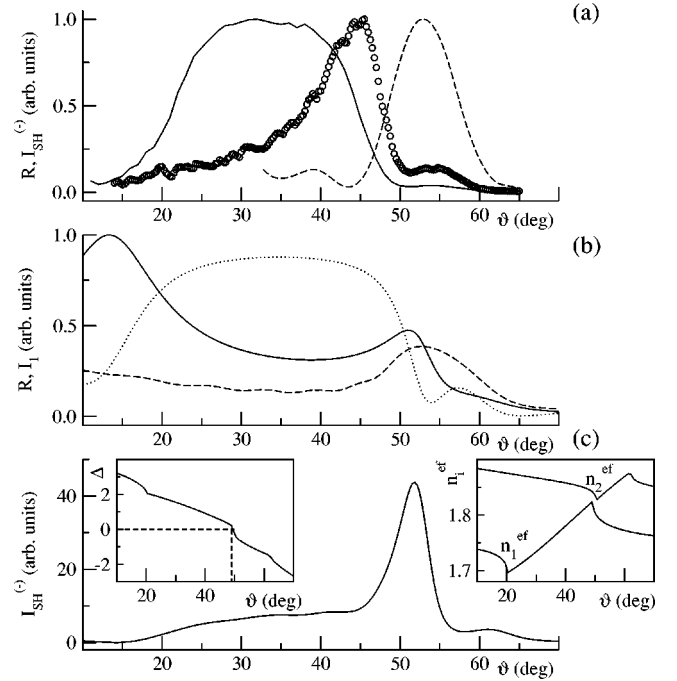 (a)
R, I_SH^(-) (arb. units)
1.0
0.5
0.0
20 30 40 50 60 ϑ (deg)
(b)
R, I_1 (arb. units)
1.0
0.5
0.0
20 30 40 50 60 ϑ (deg)
(c)
I_SH^(-) (arb. units)
40
20
0
20 30 40 50 60 ϑ (deg)
Δ
2
0
-2
20 40 ϑ (deg)
n_i^ef
1.8
1.7
n_2^ef
n_1^ef
20 40 ϑ (deg)